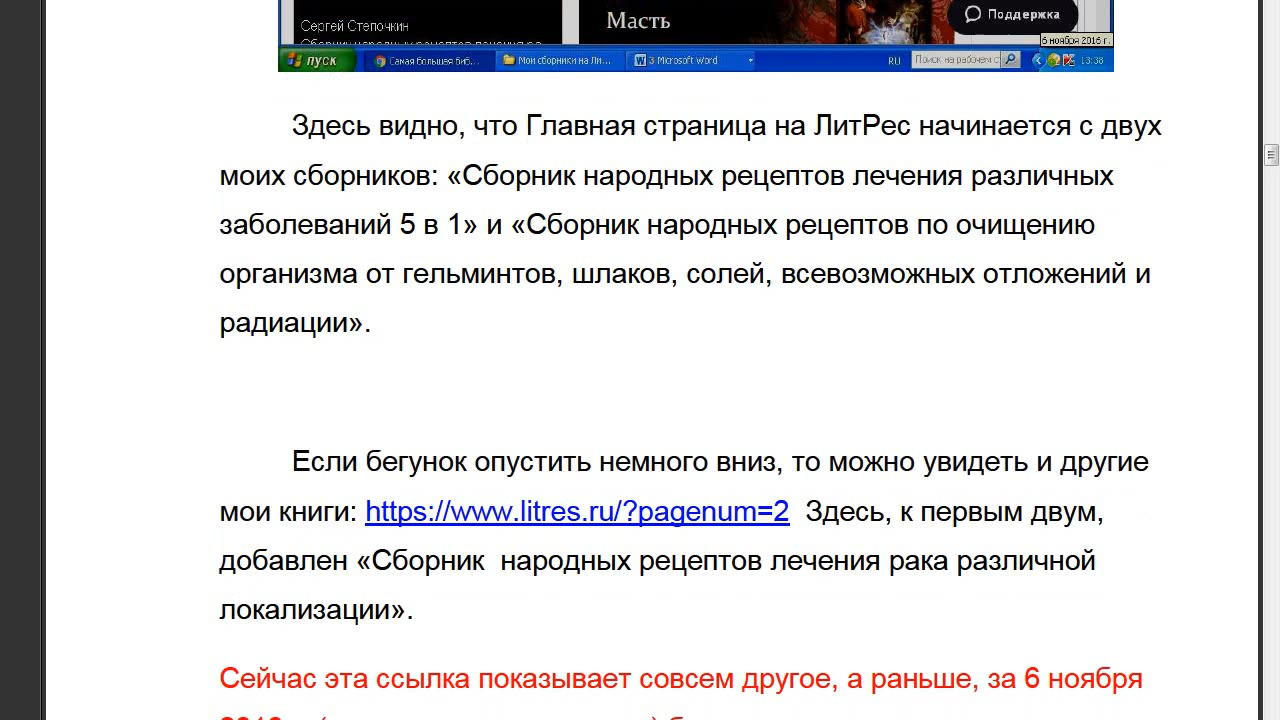 Сергей Степочкин
Масть
Поддержка
6 ноября 2016 г.
пуск
Самая большая биб...
Мои сборники на Ли...
3 Microsoft Word
RU
Поиск на рабочем с
13:38
Здесь видно, что Главная страница на ЛитРес начинается с двух
моих сборников: «Сборник народных рецептов лечения различных
заболеваний 5 в 1» и «Сборник народных рецептов по очищению
организма от гельминтов, шлаков, солей, всевозможных отложений и
радиации».
Если бегунок опустить немного вниз, то можно увидеть и другие
мои книги: https://www.litres.ru/?pagenum=2 Здесь, к первым двум,
добавлен «Сборник народных рецептов лечения рака различной
локализации».
Сейчас эта ссылка показывает совсем другое, а раньше, за 6 ноября